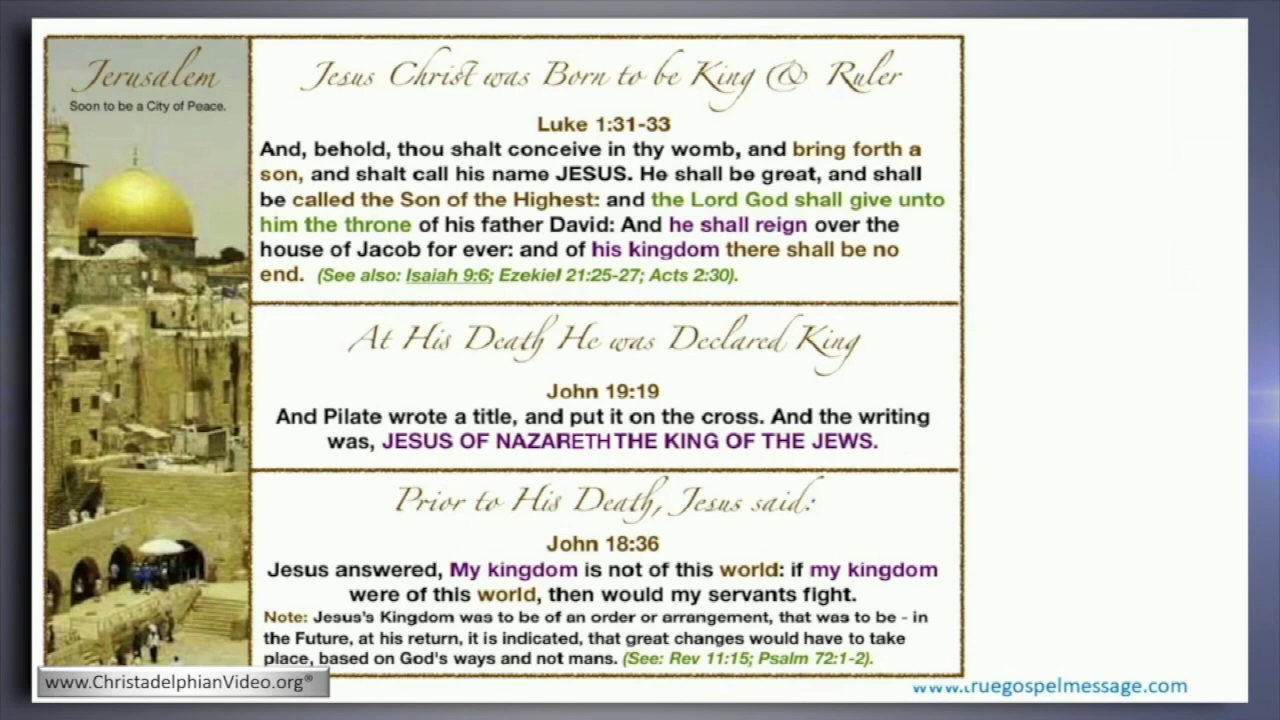 Jerusalem
Soon to be a City of Peace.
Jesus Christ was Born to be King & Ruler
Luke 1:31-33
And, behold, thou shalt conceive in thy womb, and bring forth a
son, and shalt call his name JESUS. He shall be great, and shall
be called the Son of the Highest: and the Lord God shall give unto
him the throne of his father David: And he shall reign over the
house of Jacob for ever: and of his kingdom there shall be no
end. (See also: Isaiah 9:6; Ezekiel 21:25-27; Acts 2:30).
At His Death He was Declared King
John 19:19
And Pilate wrote a title, and put it on the cross. And the writing
was, JESUS OF NAZARETH THE KING OF THE JEWS.
Prior to His Death, Jesus said:
John 18:36
Jesus answered, My kingdom is not of this world: if my kingdom
were of this world, then would my servants fight.
Note: Jesus's Kingdom was to be of an order or arrangement, that was to be - in
the Future, at his return, it is indicated, that great changes would have to take
place, based on God's ways and not mans. (See: Rev 11:15; Psalm 72:1-2).
www.ChristadelphianVideo.org®
www.truegospelmessage.com